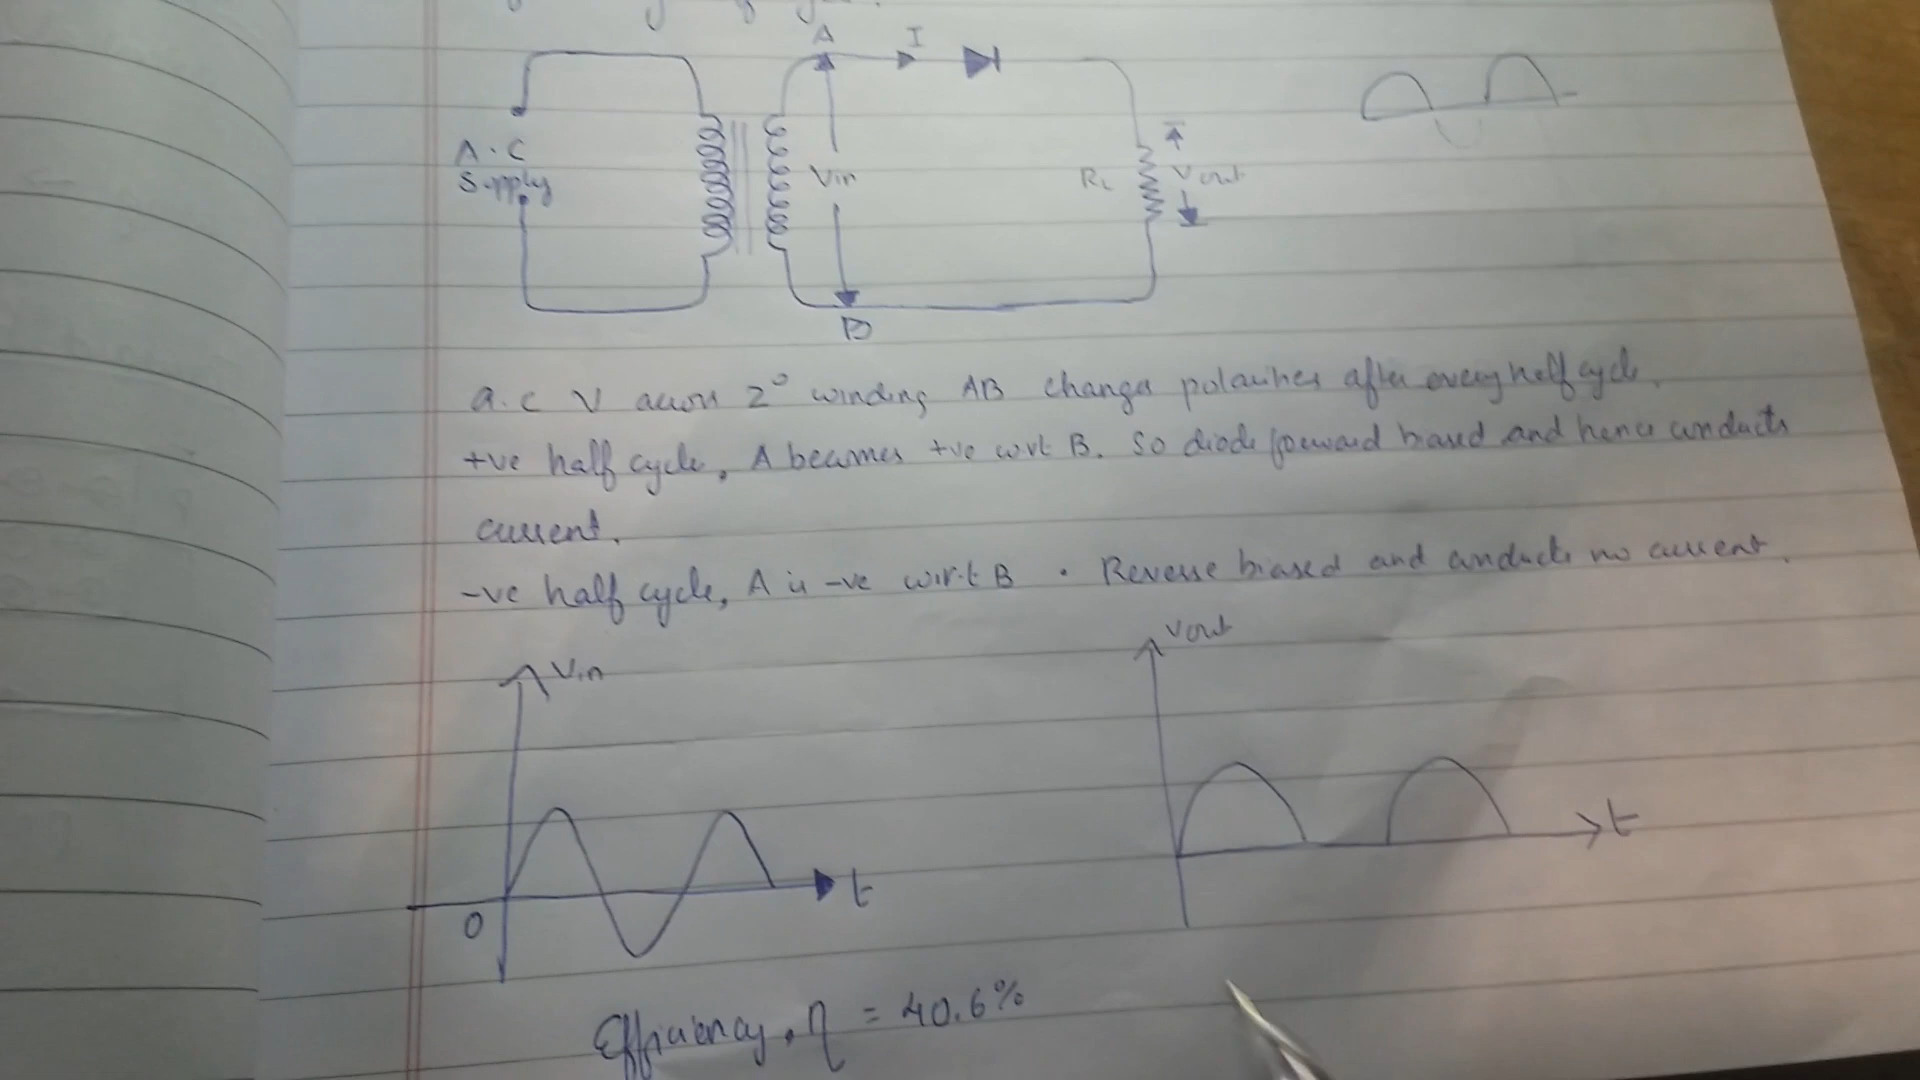 A I
A.C
Supply
Vin
RL Vout
B
a.c V across 2° winding AB changes polarities after every half cycle.
+ve half cycle, A becomes +ve wrt B. So diode forward biased and hence conducts
current.
-ve half cycle, A is -ve w.r.t B . Reverse biased and conducts no current.
Vin
Vout
t
t
0
Efficiency, η = 40.6%